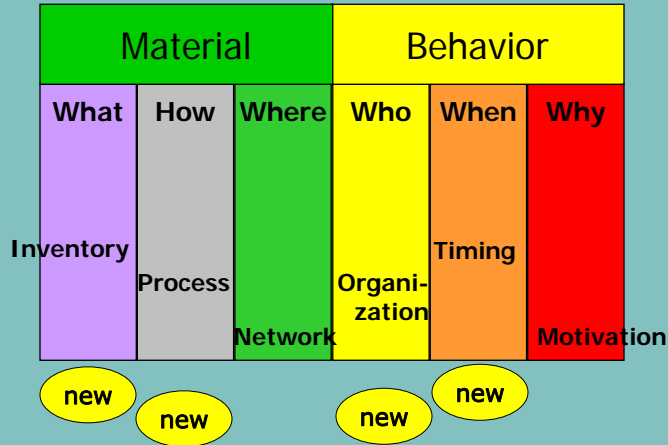 Material Behavior
What How Where Who When Why
Inventory Timing
Process Organi-
zation
Network Motivation
new new new new